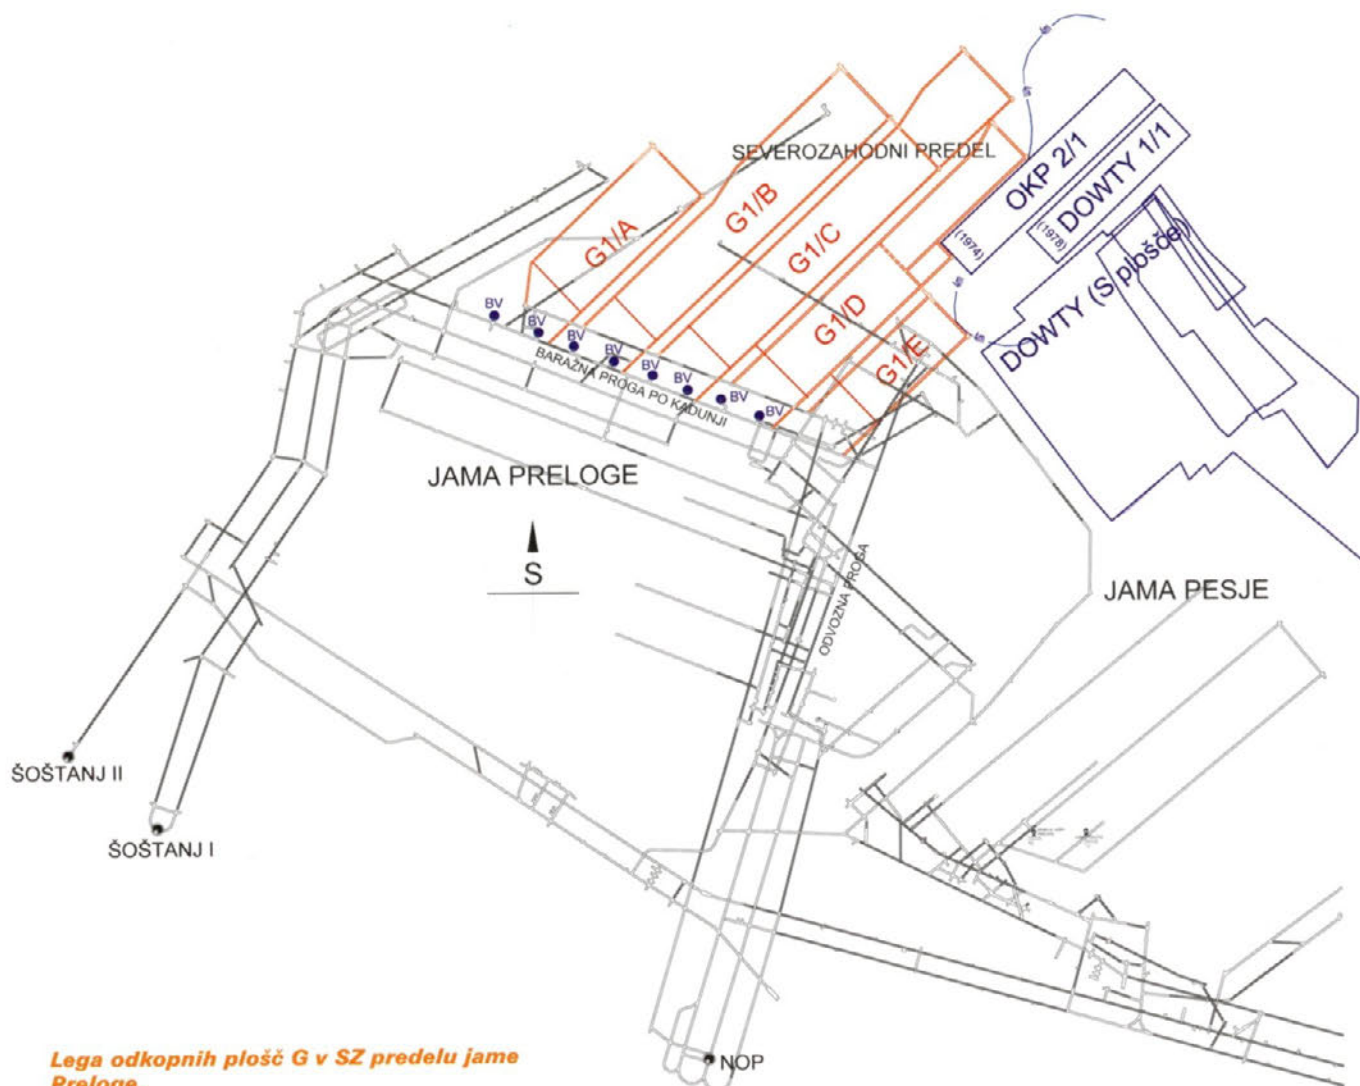 SEVEROZAHODNI PREDEL
OKP 2/1
(1974)
DOWTY 1/1
(1978)
DOWTY (S plošče)
G1/A
G1/B
G1/C
G1/D
G1/E
BV
BV
BV
BV
BV
BV
BV
BV
BARAŽNA PROGA PO KADUNJI
JAMA PRELOGE
S
ODVOZNA PROGA
JAMA PESJE
ŠOŠTANJ II
ŠOŠTANJ I
NOP
Lega odkopnih plošč G v SZ predelu jame
Preloge